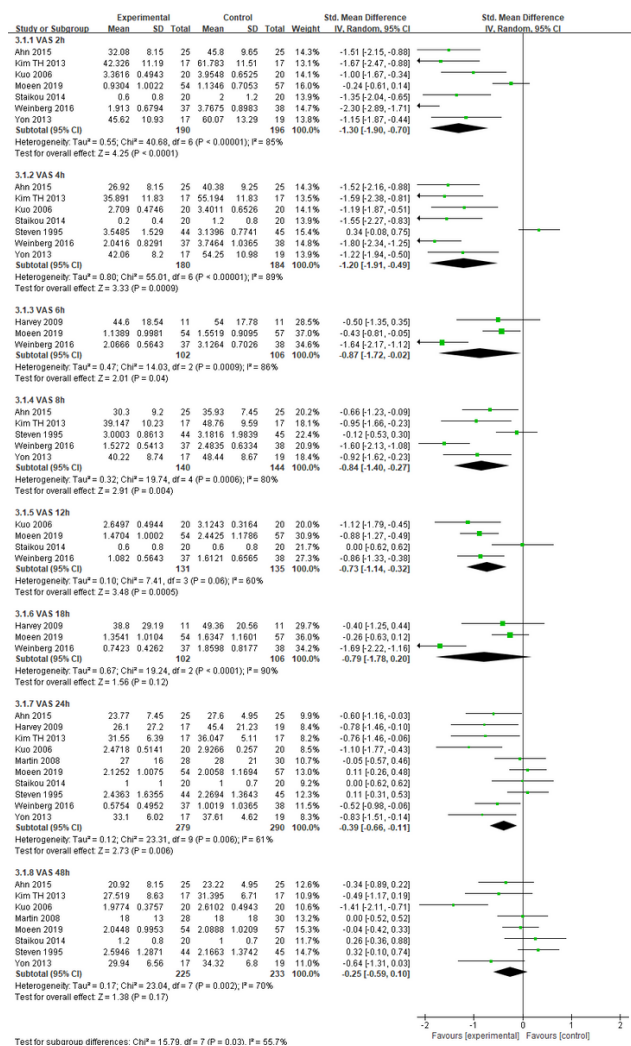 Experimental Control Std. Mean Difference Std. Mean Difference
Study or Subgroup Mean SD Total Mean SD Total Weight IV, Random, 95% CI IV, Random, 95% CI
3.1.1 VAS 2h
Ahn 2015 32.08 8.15 25 45.8 9.65 25 14.3% -1.51 [-2.15, -0.88]
Kim TH 2013 42.326 11.19 17 61.783 11.51 17 12.7% -1.67 [-2.47, -0.88]
Kuo 2006 3.3616 0.4943 20 3.9548 0.6525 20 14.1% -1.00 [-1.67, -0.34]
Moeen 2019 0.9304 1.0022 54 1.1346 0.7053 57 16.7% -0.24 [-0.61, 0.14]
Staikou 2014 0.6 0.8 20 2 1.2 20 13.8% -1.35 [-2.04, -0.65]
Weinberg 2016 1.913 0.6794 37 3.7675 0.8983 38 14.8% -2.30 [-2.89, -1.71]
Yon 2013 45.62 10.93 17 60.07 13.29 19 13.6% -1.15 [-1.87, -0.44]
Subtotal (95% CI) 190 196 100.0% -1.30 [-1.90, -0.70]
Heterogeneity: Tau² = 0.55; Chi² = 40.68, df = 6 (P < 0.00001); I² = 85%
Test for overall effect: Z = 4.25 (P < 0.0001)
3.1.2 VAS 4h
Ahn 2015 26.92 8.15 25 40.38 9.25 25 14.4% -1.52 [-2.16, -0.88]
Kim TH 2013 35.891 11.83 17 55.194 11.83 17 13.3% -1.59 [-2.38, -0.81]
Kuo 2006 2.709 0.4746 20 3.4011 0.6526 20 14.1% -1.19 [-1.87, -0.51]
Staikou 2014 0.2 0.4 20 1.2 0.8 20 13.8% -1.55 [-2.27, -0.83]
Steven 1995 3.5485 1.529 44 3.1396 0.7741 45 15.6% 0.34 [-0.08, 0.75]
Weinberg 2016 2.0416 0.8291 37 3.7464 1.0365 38 14.9% -1.80 [-2.34, -1.25]
Yon 2013 42.06 8.2 17 54.25 10.98 19 13.9% -1.22 [-1.94, -0.50]
Subtotal (95% CI) 180 184 100.0% -1.20 [-1.91, -0.49]
Heterogeneity: Tau² = 0.80; Chi² = 55.01, df = 6 (P < 0.00001); I² = 89%
Test for overall effect: Z = 3.33 (P = 0.0009)
3.1.3 VAS 6h
Harvey 2009 44.6 18.54 11 54 17.78 11 28.5% -0.50 [-1.35, 0.35]
Moeen 2019 1.1389 0.9981 54 1.5519 0.9095 57 37.0% -0.43 [-0.81, -0.05]
Weinberg 2016 2.0666 0.5643 37 3.1264 0.7026 38 34.6% -1.64 [-2.17, -1.12]
Subtotal (95% CI) 102 106 100.0% -0.87 [-1.72, -0.02]
Heterogeneity: Tau² = 0.47; Chi² = 14.03, df = 2 (P = 0.0009); I² = 86%
Test for overall effect: Z = 2.01 (P = 0.04)
3.1.4 VAS 8h
Ahn 2015 30.3 9.2 25 35.93 7.45 25 20.2% -0.66 [-1.23, -0.09]
Kim TH 2013 39.147 10.23 17 48.76 9.59 17 17.7% -0.95 [-1.66, -0.23]
Steven 1995 3.0003 0.8613 44 3.1816 1.9839 45 22.8% -0.12 [-0.53, 0.30]
Weinberg 2016 1.5272 0.5413 37 2.4835 0.6334 38 21.2% -1.60 [-2.13, -1.08]
Yon 2013 40.22 8.74 17 48.44 8.67 19 18.0% -0.92 [-1.62, -0.23]
Subtotal (95% CI) 140 144 100.0% -0.84 [-1.40, -0.27]
Heterogeneity: Tau² = 0.32; Chi² = 19.74, df = 4 (P = 0.0006); I² = 80%
Test for overall effect: Z = 2.91 (P = 0.004)
3.1.5 VAS 12h
Kuo 2006 2.6497 0.4944 20 3.1243 0.3164 20 20.0% -1.12 [-1.79, -0.45]
Moeen 2019 1.4704 1.0002 54 2.4425 1.1786 57 31.0% -0.88 [-1.27, -0.49]
Staikou 2014 0.6 0.8 20 0.6 0.8 20 21.7% 0.00 [-0.62, 0.62]
Weinberg 2016 1.082 0.5643 37 1.6121 0.6565 38 27.3% -0.86 [-1.33, -0.38]
Subtotal (95% CI) 131 135 100.0% -0.73 [-1.14, -0.32]
Heterogeneity: Tau² = 0.10; Chi² = 7.41, df = 3 (P = 0.06); I² = 60%
Test for overall effect: Z = 3.48 (P = 0.0005)
3.1.6 VAS 18h
Harvey 2009 38.8 29.19 11 49.36 20.56 11 29.7% -0.40 [-1.25, 0.44]
Moeen 2019 1.3541 1.0104 54 1.6347 1.1601 57 36.1% -0.26 [-0.63, 0.12]
Weinberg 2016 0.7423 0.4262 37 1.8598 0.8177 38 34.2% -1.69 [-2.22, -1.16]
Subtotal (95% CI) 102 106 100.0% -0.79 [-1.78, 0.20]
Heterogeneity: Tau² = 0.67; Chi² = 19.24, df = 2 (P < 0.0001); I² = 90%
Test for overall effect: Z = 1.56 (P = 0.12)
3.1.7 VAS 24h
Ahn 2015 23.77 7.45 25 27.6 4.95 25 9.9% -0.60 [-1.16, -0.03]
Harvey 2009 26.1 27.2 17 45.4 21.23 19 8.4% -0.78 [-1.46, -0.10]
Kim TH 2013 31.55 6.39 17 36.047 5.11 17 8.2% -0.76 [-1.46, -0.06]
Kuo 2006 2.4718 0.5141 20 2.9266 0.257 20 8.5% -1.10 [-1.77, -0.43]
Martin 2008 27 16 28 28 21 30 10.7% -0.05 [-0.57, 0.46]
Moeen 2019 2.1252 1.0075 54 2.0058 1.1694 57 13.0% 0.11 [-0.26, 0.48]
Staikou 2014 1 1 20 1 0.7 20 9.2% 0.00 [-0.62, 0.62]
Steven 1995 2.4363 1.6355 44 2.2694 1.3643 45 12.3% 0.11 [-0.31, 0.53]
Weinberg 2016 0.5754 0.4952 37 1.0019 1.0365 38 11.6% -0.52 [-0.98, -0.06]
Yon 2013 33.1 6.02 17 37.61 4.62 19 8.3% -0.83 [-1.51, -0.14]
Subtotal (95% CI) 279 290 100.0% -0.39 [-0.66, -0.11]
Heterogeneity: Tau² = 0.12; Chi² = 23.31, df = 9 (P = 0.006); I² = 61%
Test for overall effect: Z = 2.73 (P = 0.006)
3.1.8 VAS 48h
Ahn 2015 20.92 8.15 25 23.22 4.95 25 12.6% -0.34 [-0.89, 0.22]
Kim TH 2013 27.519 8.63 17 31.395 6.71 17 10.7% -0.49 [-1.17, 0.19]
Kuo 2006 1.9774 0.3757 20 2.6102 0.4943 20 10.4% -1.41 [-2.11, -0.71]
Martin 2008 18 13 28 18 18 30 13.3% 0.00 [-0.52, 0.52]
Moeen 2019 2.0448 0.9953 54 2.0888 1.0209 57 15.8% -0.04 [-0.42, 0.33]
Staikou 2014 1.2 0.8 20 1 0.7 20 11.6% 0.26 [-0.36, 0.88]
Steven 1995 2.5946 1.2871 44 2.1663 1.3742 45 15.0% 0.32 [-0.10, 0.74]
Yon 2013 29.94 6.56 17 34.32 6.8 19 10.8% -0.64 [-1.31, 0.03]
Subtotal (95% CI) 225 233 100.0% -0.25 [-0.59, 0.10]
Heterogeneity: Tau² = 0.17; Chi² = 23.04, df = 7 (P = 0.002); I² = 70%
Test for overall effect: Z = 1.38 (P = 0.17)
-2 -1 0 1 2
Favours [experimental] Favours [control]
Test for subgroup differences: Chi² = 15.79, df = 7 (P = 0.03), I² = 55.7%